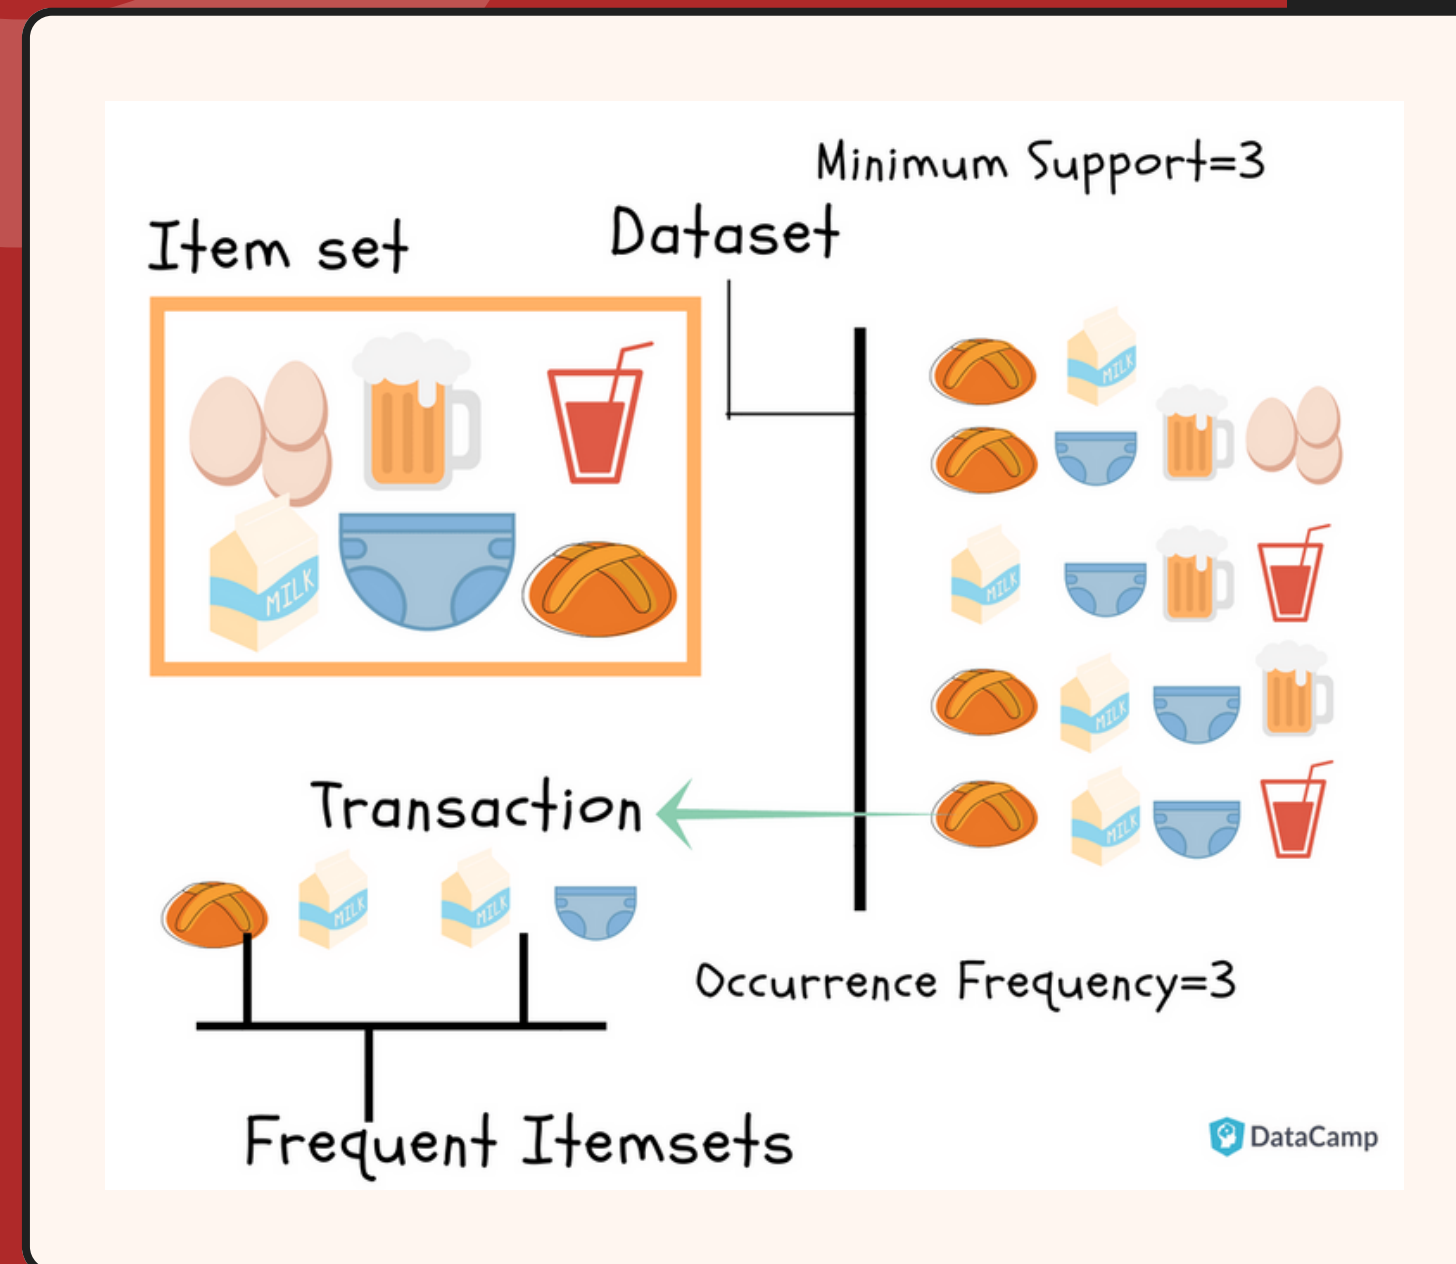 Minimum Support=3
Item set
Dataset
MILK
MILK
MILK
MILK
MILK
Transaction
MILK
MILK
Occurrence Frequency=3
Frequent Itemsets
DataCamp